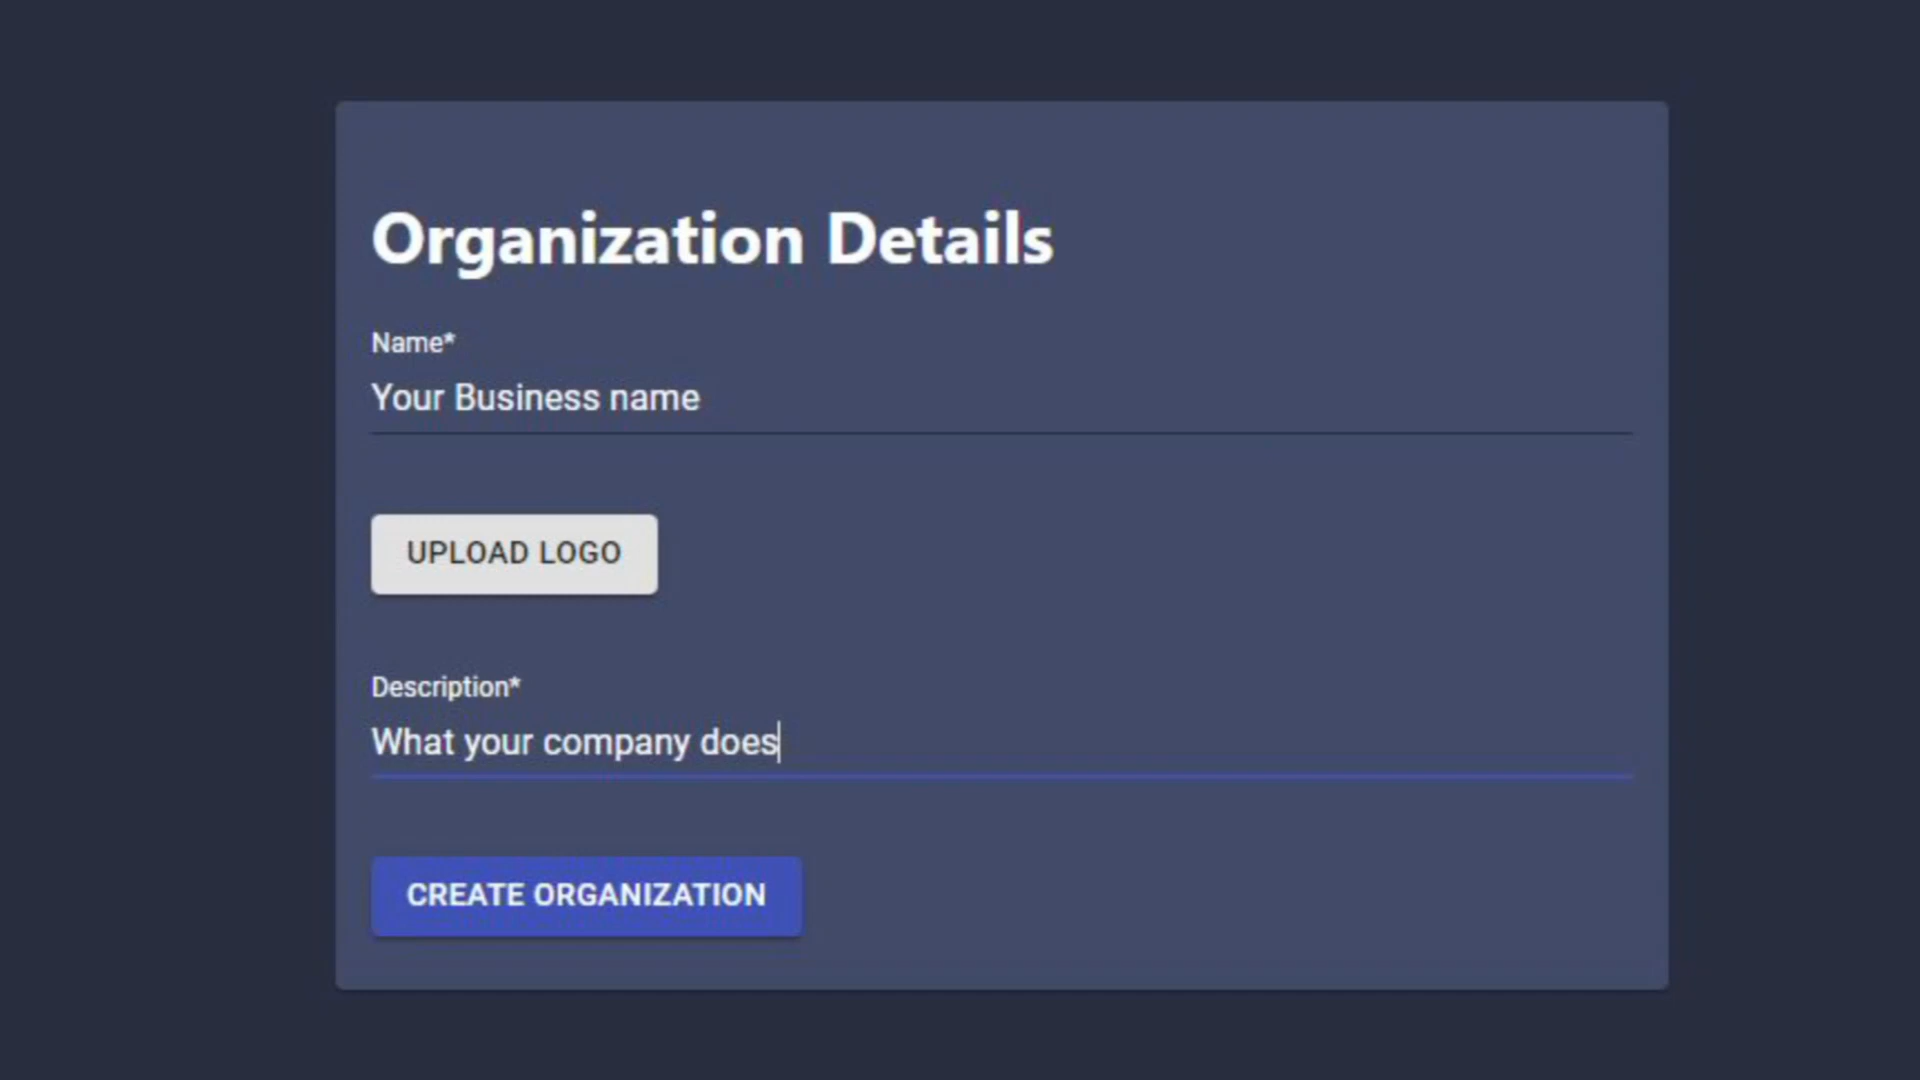 Organization Details
Name*
Your Business name
UPLOAD LOGO
Description*
What your company does
CREATE ORGANIZATION